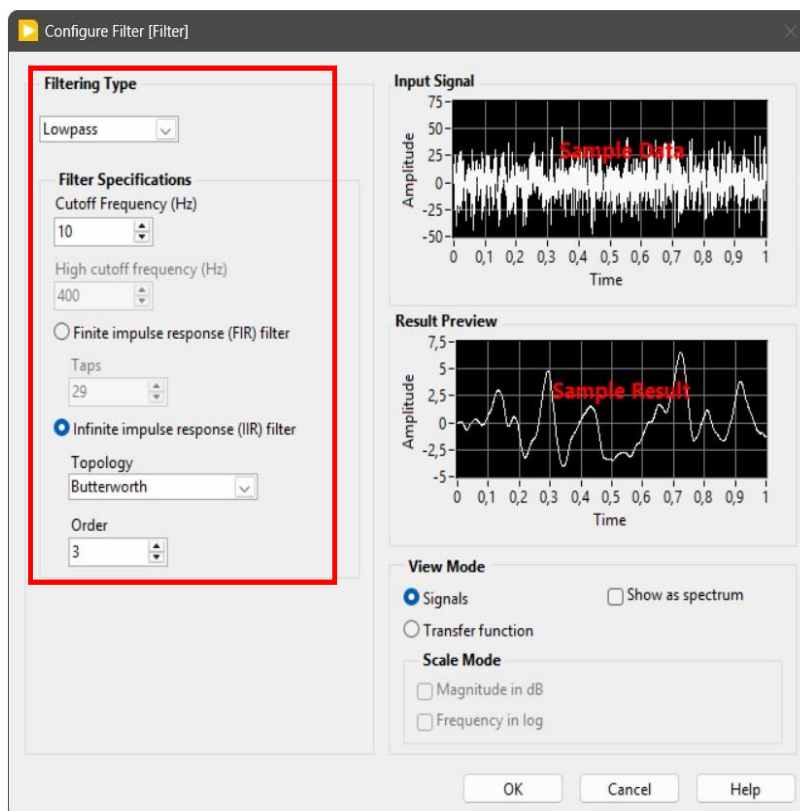 Configure Filter [Filter]
Filtering Type
Lowpass
Filter Specifications
Cutoff Frequency (Hz)
10
High cutoff frequency (Hz)
400
Finite impulse response (FIR) filter
Taps
29
Infinite impulse response (IIR) filter
Topology
Butterworth
Order
3
Input Signal
75
50
25
0
-25
-50
Amplitude
Sample Data
0 0,1 0,2 0,3 0,4 0,5 0,6 0,7 0,8 0,9 1
Time
Result Preview
7,5
5
2,5
0
-2,5
-5
Amplitude
Sample Result
0 0,1 0,2 0,3 0,4 0,5 0,6 0,7 0,8 0,9 1
Time
View Mode
Signals Show as spectrum
Transfer function
Scale Mode
Magnitude in dB
Frequency in log
OK Cancel Help